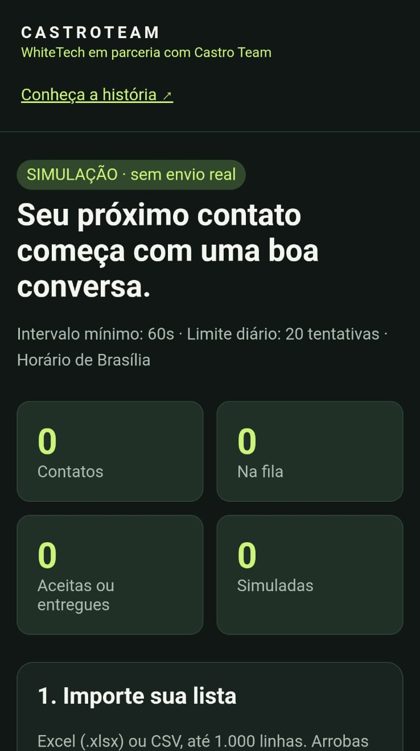 CASTROTEAM
WhiteTech em parceria com Castro Team
Conheça a história ↗
SIMULAÇÃO · sem envio real
Seu próximo contato
começa com uma boa
conversa.
Intervalo mínimo: 60s · Limite diário: 20 tentativas ·
Horário de Brasília
0
Contatos
0
Na fila
0
Aceitas ou
entregues
0
Simuladas
1. Importe sua lista
Excel (.xlsx) ou CSV, até 1.000 linhas. Arrobas